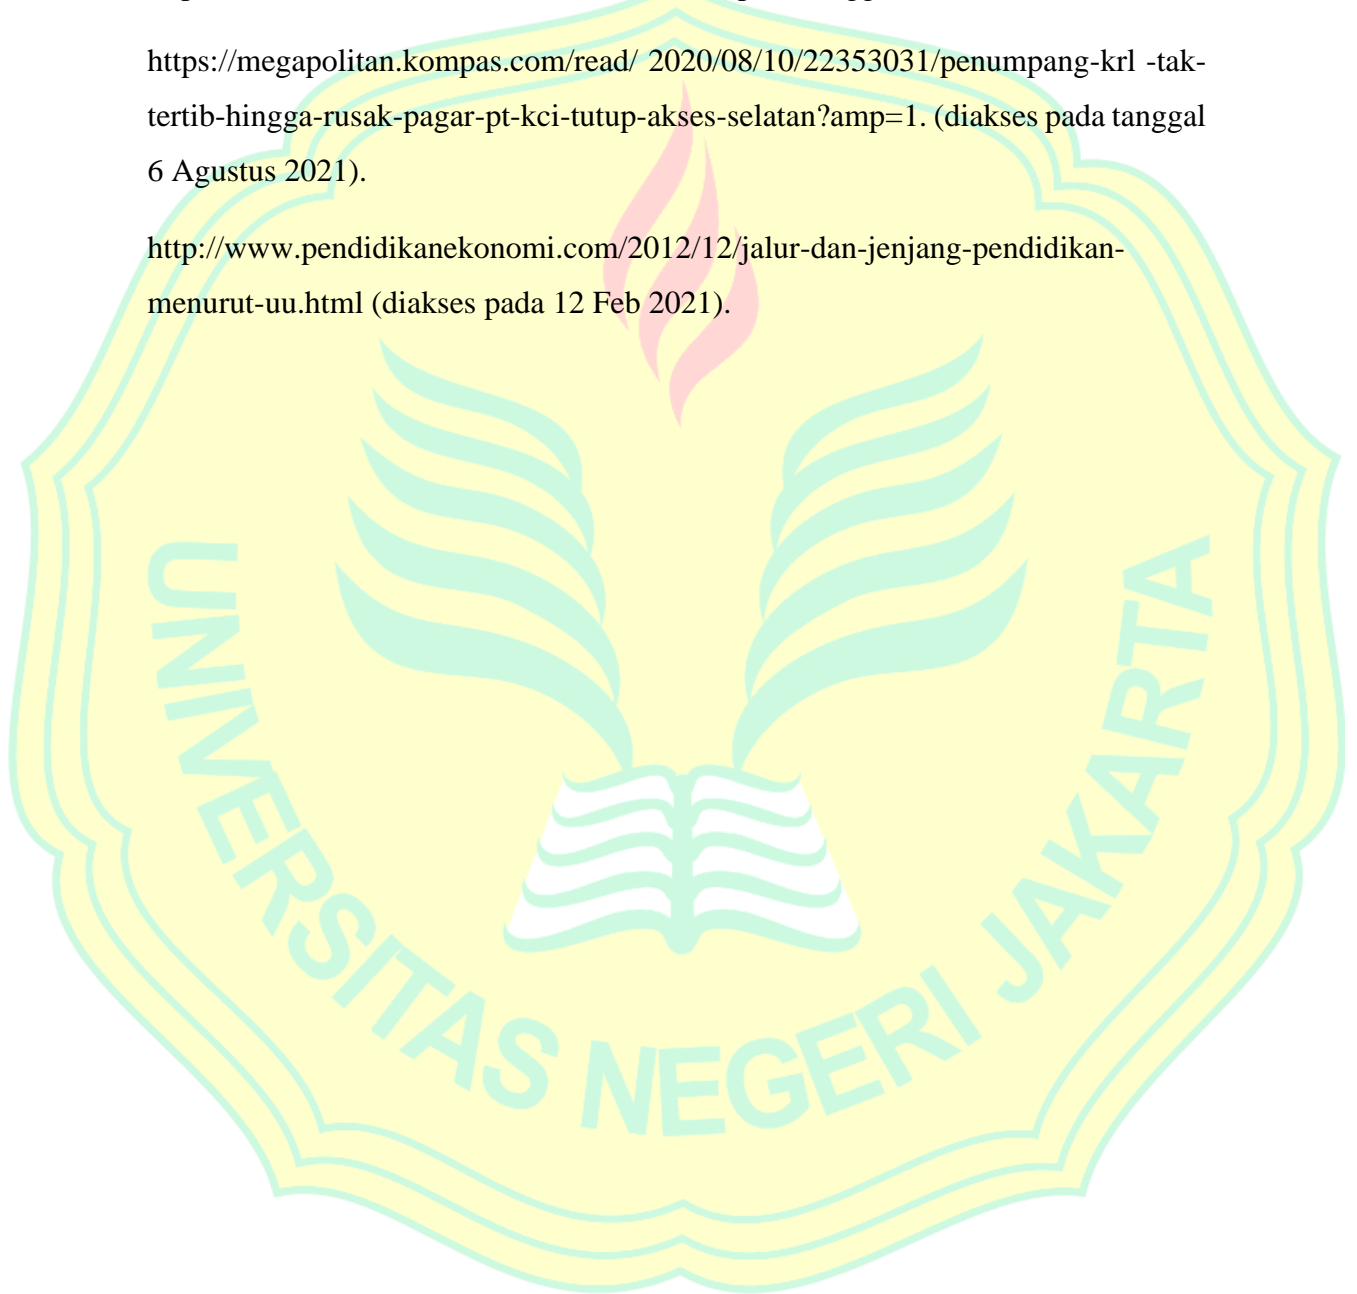 https://megapolitan.kompas.com/read/ 2020/08/10/22353031/penumpang-krl -tak-
tertib-hingga-rusak-pagar-pt-kci-tutup-akses-selatan?amp=1. (diakses pada tanggal
6 Agustus 2021).
http://www.pendidikanekonomi.com/2012/12/jalur-dan-jenjang-pendidikan-
menurut-uu.html (diakses pada 12 Feb 2021).
UNIVERSITAS NEGERI JAKARTA